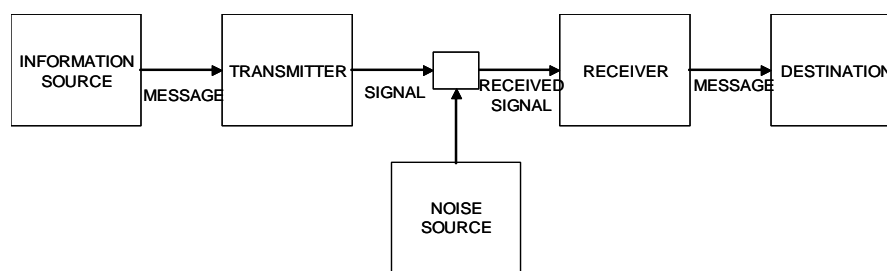 INFORMATION
SOURCE
MESSAGE
TRANSMITTER
SIGNAL
RECEIVED
SIGNAL
RECEIVER
MESSAGE
DESTINATION
NOISE
SOURCE